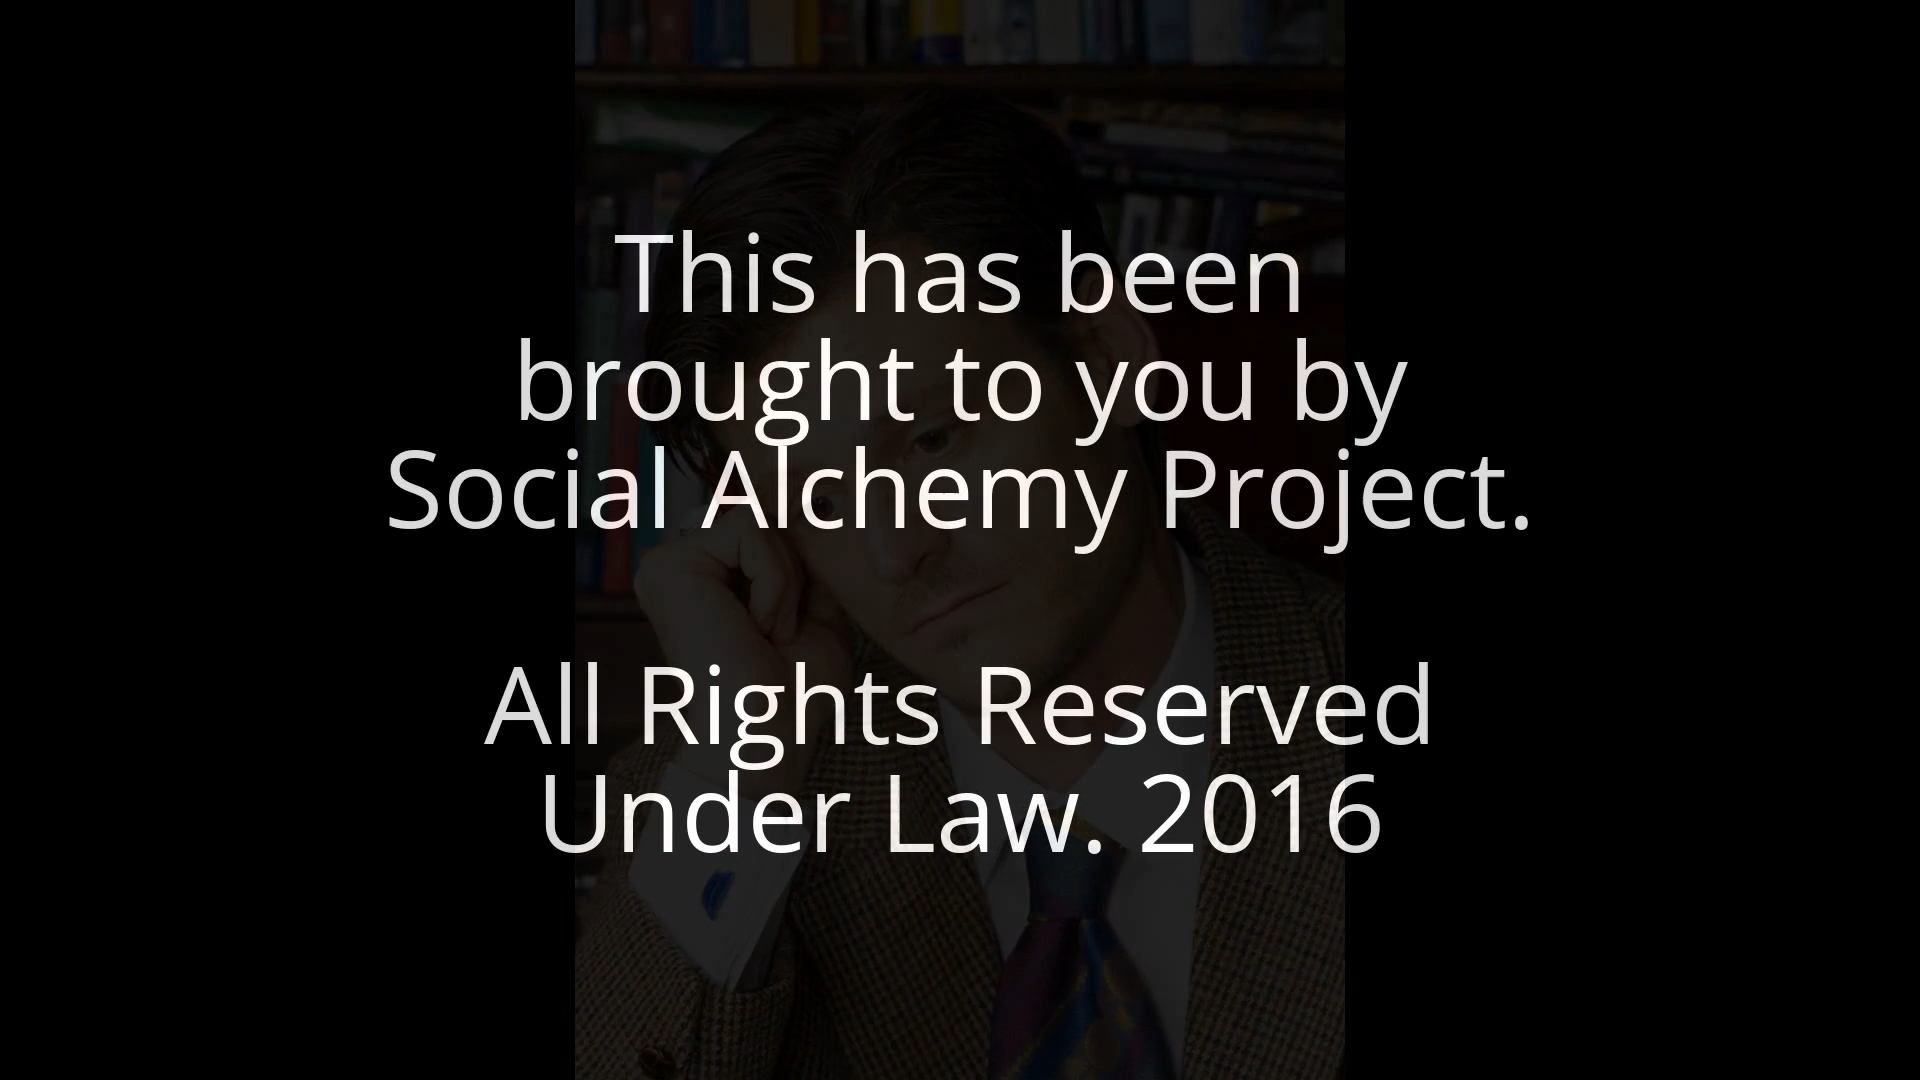 This has been
brought to you by
Social Alchemy Project.
All Rights Reserved
Under Law. 2016